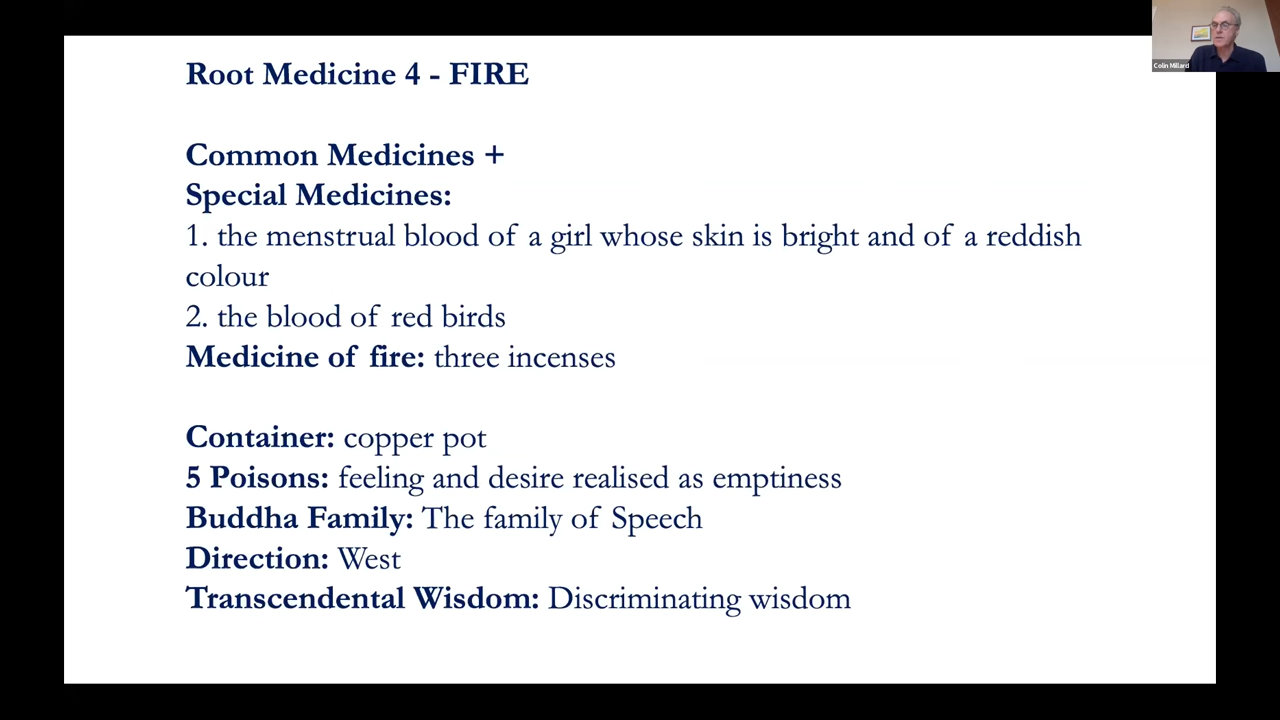 Root Medicine 4 - FIRE
Common Medicines +
Special Medicines:
1. the menstrual blood of a girl whose skin is bright and of a reddish
colour
2. the blood of red birds
Medicine of fire: three incenses
Container: copper pot
5 Poisons: feeling and desire realised as emptiness
Buddha Family: The family of Speech
Direction: West
Transcendental Wisdom: Discriminating wisdom
Colin Millard